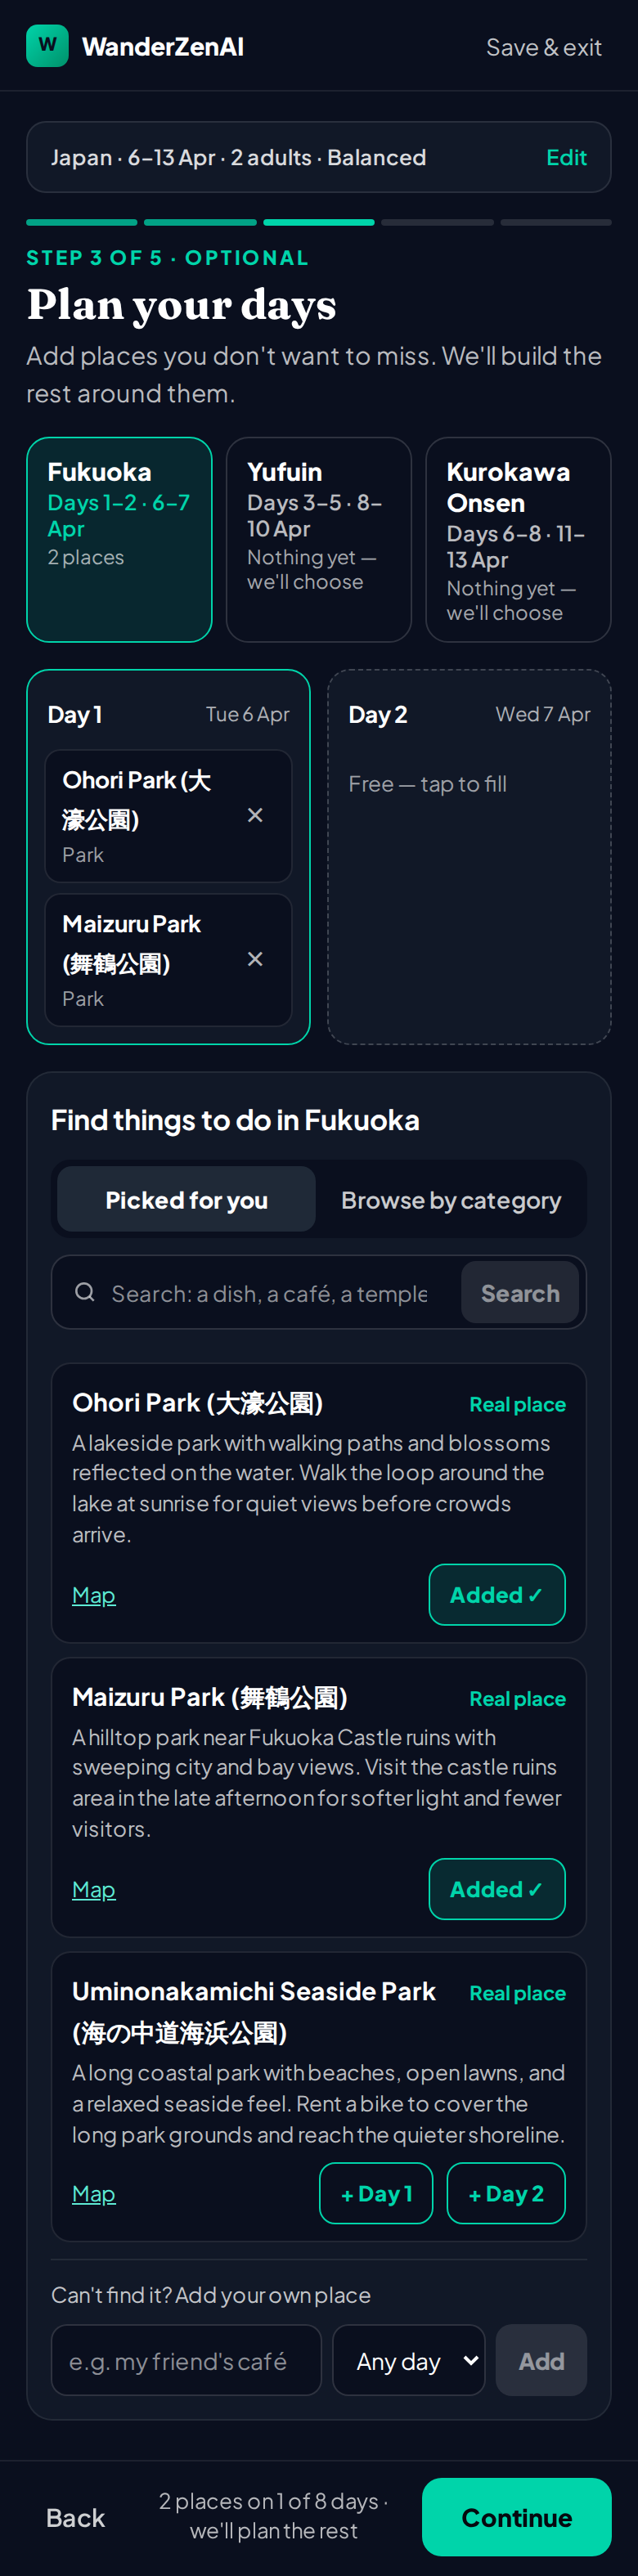 W WanderZenAI Save & exit
Japan · 6–13 Apr · 2 adults · Balanced Edit
STEP 3 OF 5 · OPTIONAL
Plan your days
Add places you don't want to miss. We'll build the
rest around them.
Fukuoka
Days 1–2 · 6–7
Apr
2 places
Yufuin
Days 3–5 · 8–
10 Apr
Nothing yet —
we'll choose
Kurokawa
Onsen
Days 6–8 · 11–
13 Apr
Nothing yet —
we'll choose
Day 1 Tue 6 Apr
Ohori Park (大
濠公園)
Park
✕
Maizuru Park
(舞鶴公園)
Park
✕
Day 2 Wed 7 Apr
Free — tap to fill
Find things to do in Fukuoka
Picked for you Browse by category
Search: a dish, a café, a temple Search
Ohori Park (大濠公園) Real place
A lakeside park with walking paths and blossoms
reflected on the water. Walk the loop around the
lake at sunrise for quiet views before crowds
arrive.
Map Added ✓
Maizuru Park (舞鶴公園) Real place
A hilltop park near Fukuoka Castle ruins with
sweeping city and bay views. Visit the castle ruins
area in the late afternoon for softer light and fewer
visitors.
Map Added ✓
Uminonakamichi Seaside Park Real place
(海の中道海浜公園)
A long coastal park with beaches, open lawns, and
a relaxed seaside feel. Rent a bike to cover the
long park grounds and reach the quieter shoreline.
Map + Day 1 + Day 2
Can't find it? Add your own place
e.g. my friend's café Any day Add
Back
2 places on 1 of 8 days ·
we'll plan the rest
Continue